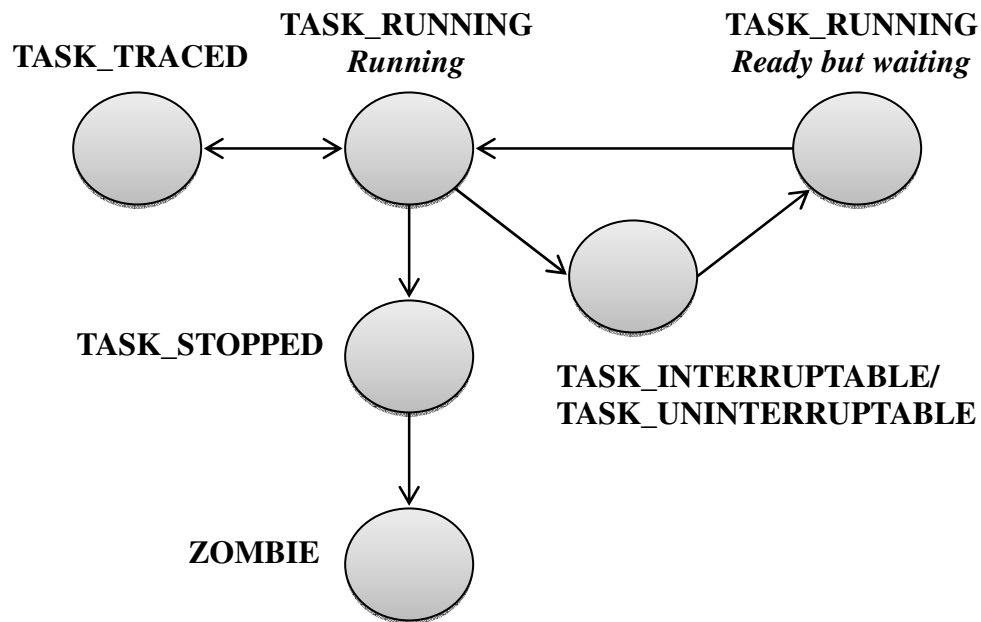 TASK_TRACED
TASK_RUNNING
Running
TASK_RUNNING
Ready but waiting
TASK_STOPPED
TASK_INTERRUPTABLE/
TASK_UNINTERRUPTABLE
ZOMBIE